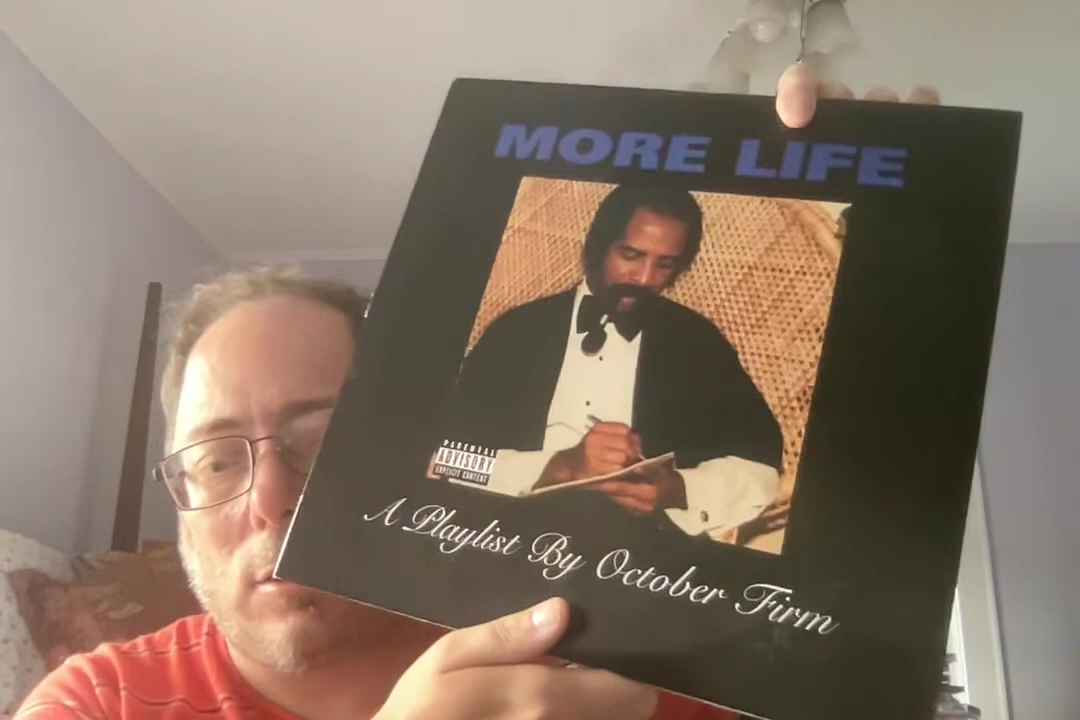 MORE LIFE
PARENTAL
ADVISORY
EXPLICIT CONTENT
A Playlist By October Firm